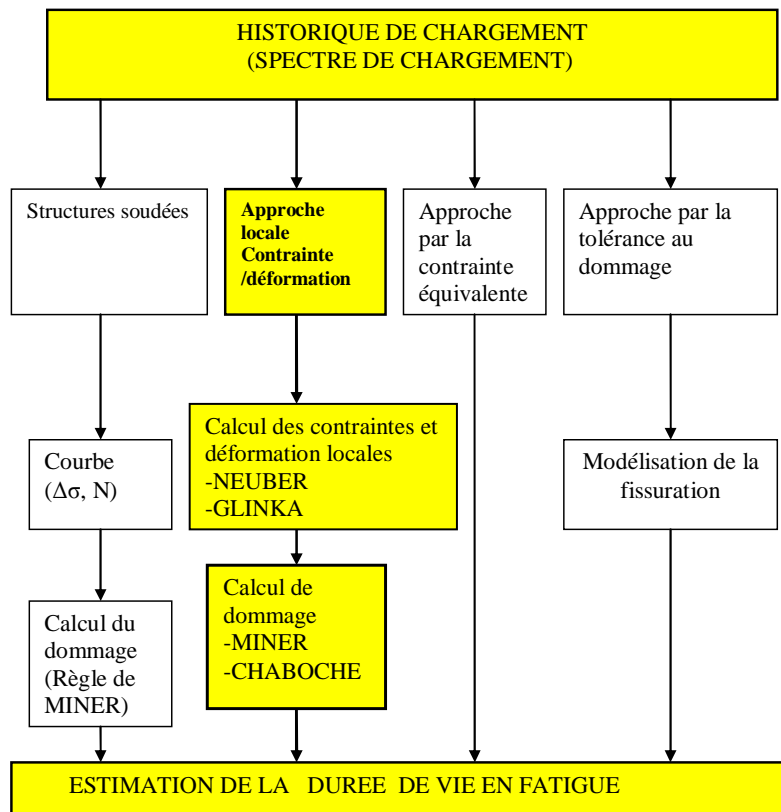 HISTORIQUE DE CHARGEMENT
(SPECTRE DE CHARGEMENT)
Structures soudées
Approche
locale
Contrainte
/déformation
Approche
par la
contrainte
équivalente
Approche par la
tolérance au
dommage
Calcul des contraintes et
déformation locales
-NEUBER
-GLINKA
Courbe
(Δσ, N)
Modélisation de la
fissuration
Calcul du
dommage
(Règle de
MINER)
Calcul de
dommage
-MINER
-CHABOCHE
ESTIMATION DE LA DUREE DE VIE EN FATIGUE